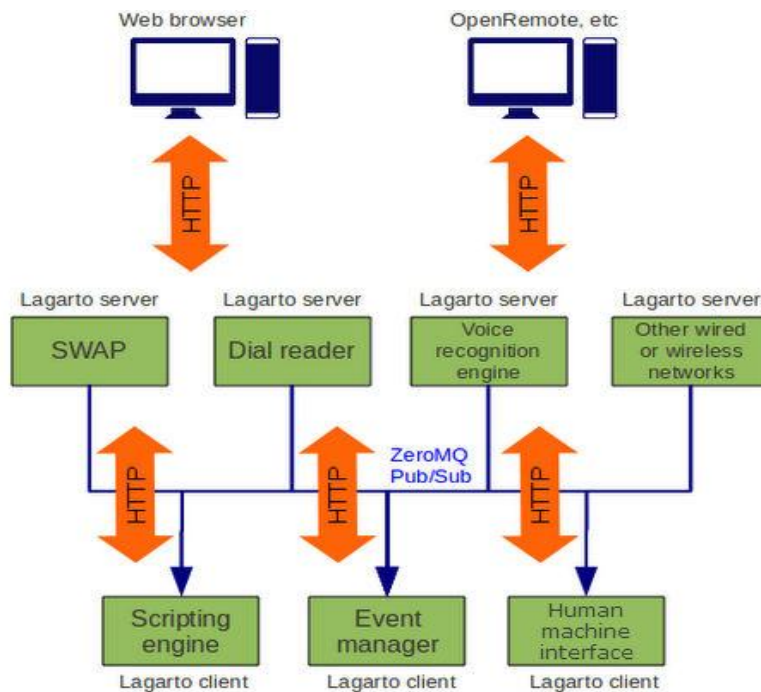 Web browser
OpenRemote, etc
HTTP
HTTP
Lagarto server
Lagarto server
Lagarto server
Lagarto server
SWAP
Dial reader
Voice
recognition
engine
Other wired
or wireless
networks
ZeroMQ
Pub/Sub
HTTP
HTTP
HTTP
Scripting
engine
Event
manager
Human
machine
interface
Lagarto client
Lagarto client
Lagarto client